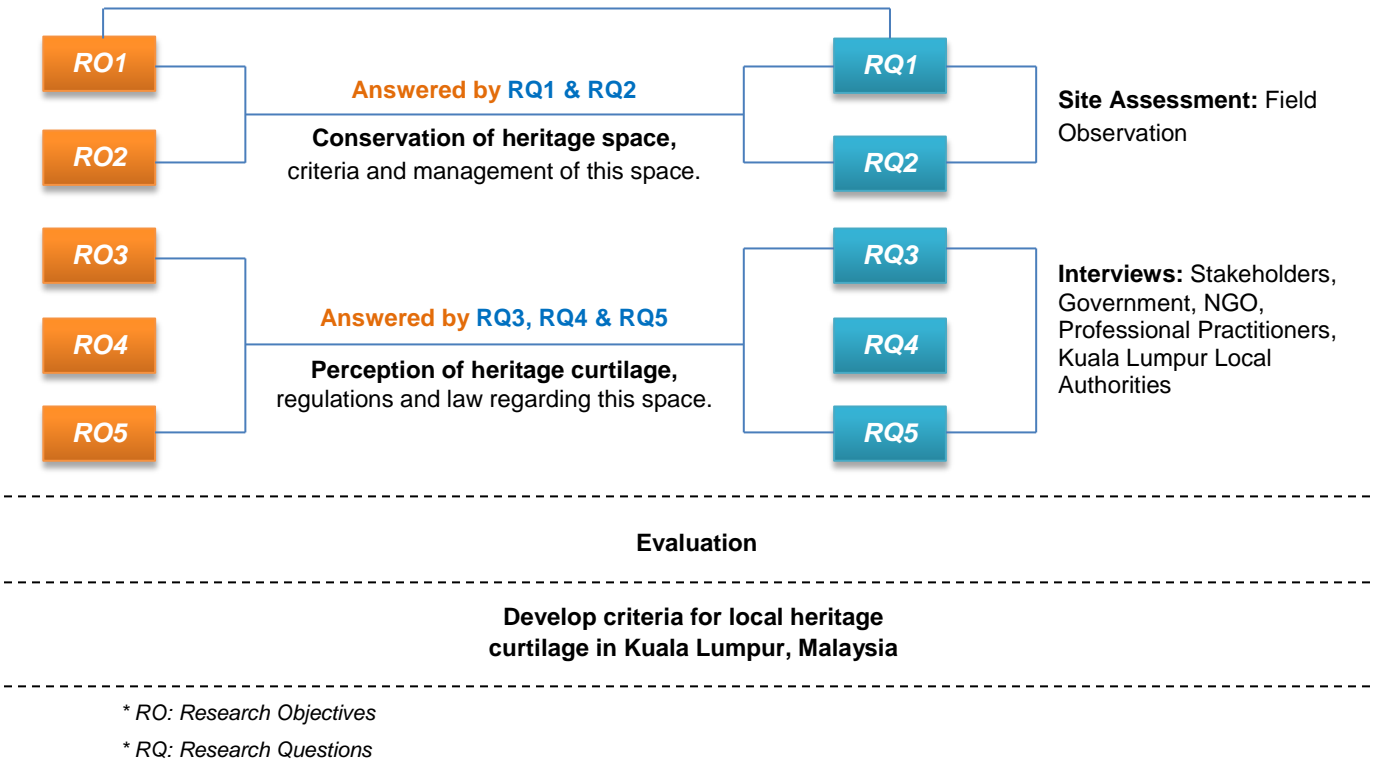 RO1
RQ1
Answered by RQ1 & RQ2
Conservation of heritage space,
criteria and management of this space.
Site Assessment: Field
Observation
RO2
RQ2
RO3
RQ3
Interviews: Stakeholders,
Government, NGO,
Professional Practitioners,
Kuala Lumpur Local
Authorities
RO4
Answered by RQ3, RQ4 & RQ5
Perception of heritage curtilage,
regulations and law regarding this space.
RQ4
RO5
RQ5
Evaluation
Develop criteria for local heritage
curtilage in Kuala Lumpur, Malaysia
* RO: Research Objectives
* RQ: Research Questions